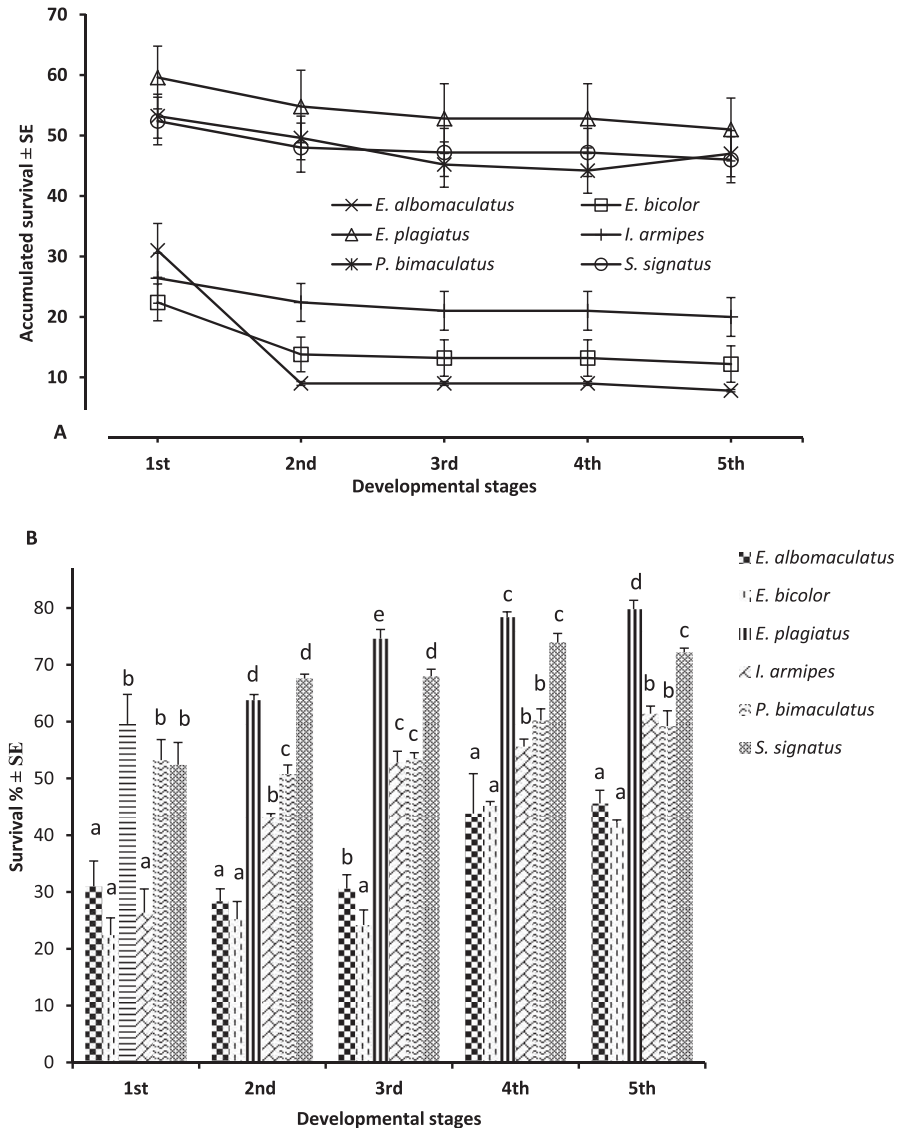 70
60
50
40
30
20
10
Accumulated survival ± SE
E. albomaculatus E. bicolor
E. plagiatus I. armipes
P. bimaculatus S. signatus
A
1st 2nd 3rd 4th 5th
Developmental stages
B
E. albomaculatus
E. bicolor
E. plagiatus
I. armipes
P. bimaculatus
S. signatus
80
70
60
50
40
30
20
10
0
Survival % ± SE
a a b a b b
a a d b c d
b a e c c d
a a c b b c
a a d b b c
1st 2nd 3rd 4th 5th
Developmental stages